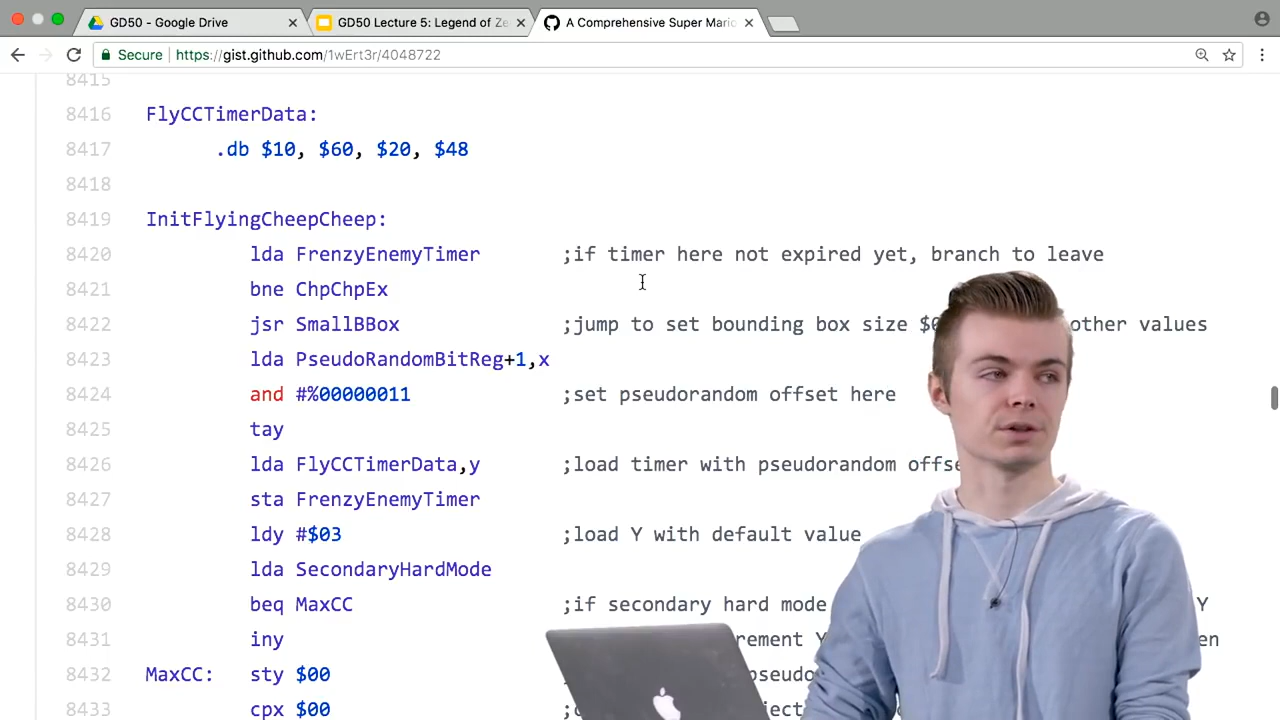 GD50 - Google Drive
GD50 Lecture 5: Legend of Ze
A Comprehensive Super Mario
Secure https://gist.github.com/1wErt3r/4048722
8415
8416 FlyCCTimerData:
8417 .db $10, $60, $20, $48
8418
8419 InitFlyingCheepCheep:
8420 lda FrenzyEnemyTimer ;if timer here not expired yet, branch to leave
8421 bne ChpChpEx
8422 jsr SmallBBox ;jump to set bounding box size other values
8423 lda PseudoRandomBitReg+1,x
8424 and #%00000011 ;set pseudorandom offset here
8425 tay
8426 lda FlyCCTimerData,y ;load timer with pseudorandom offse
8427 sta FrenzyEnemyTimer
8428 ldy #$03 ;load Y with default value
8429 lda SecondaryHardMode
8430 beq MaxCC ;if secondary hard mode Y
8431 iny
8432 MaxCC: sty $00
8433 cpx $00